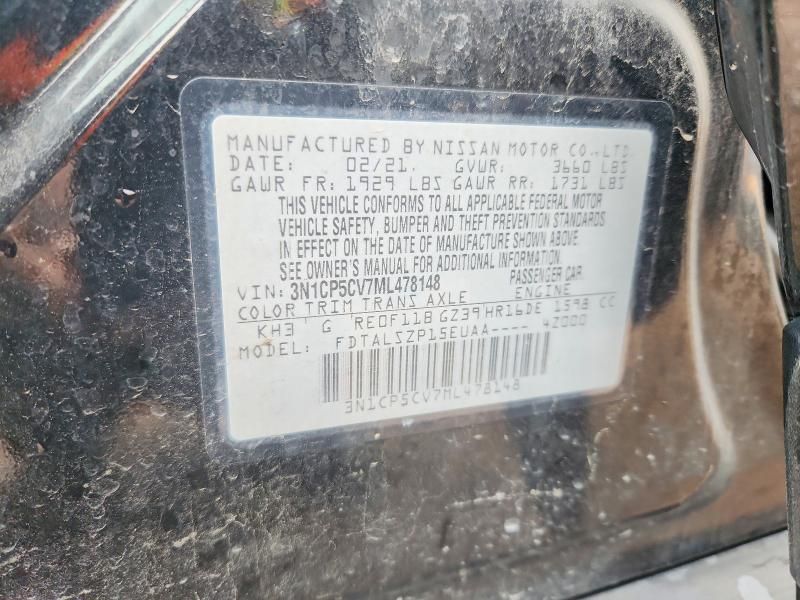 MANUFACTURED BY NISSAN MOTOR CO.,LTD.
DATE: 02/21. GVWR: 3660 LBS
GAWR FR: 1929 LBS GAWR RR: 1731 LBS
THIS VEHICLE CONFORMS TO ALL APPLICABLE FEDERAL MOTOR
VEHICLE SAFETY, BUMPER AND THEFT PREVENTION STANDARDS
IN EFFECT ON THE DATE OF MANUFACTURE SHOWN ABOVE.
SEE OWNER'S MANUAL FOR ADDITIONAL INFORMATION.
VIN: 3N1CP5CV7ML478148 PASSENGER CAR
COLOR TRIM TRANS AXLE ENGINE
KH3 G RE0F11B GZ39 HR16DE 1598 CC
MODEL: FDTALSZP15EUAA---- 4Z000
3N1CP5CV7ML478148